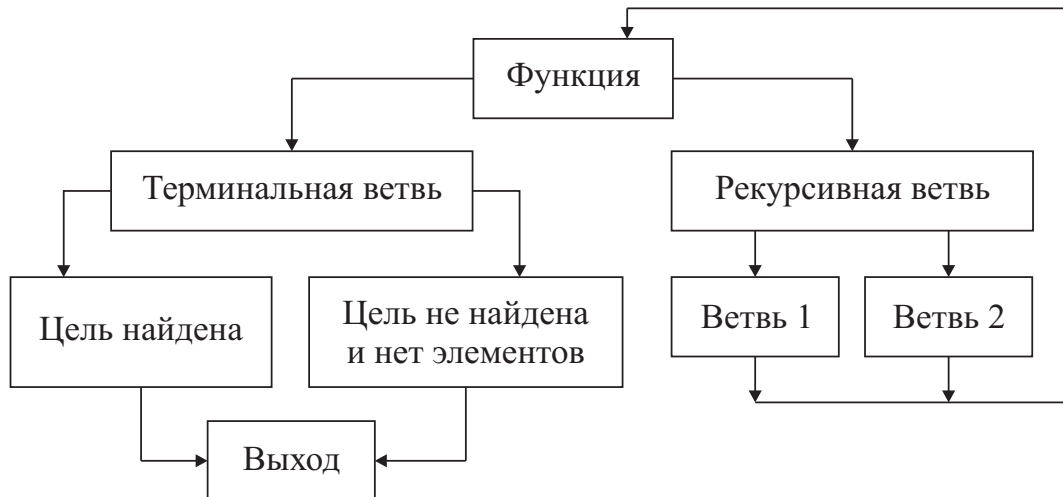 Функция
Терминальная ветвь
Рекурсивная ветвь
Цель найдена
Цель не найдена
и нет элементов
Ветвь 1
Ветвь 2
Выход